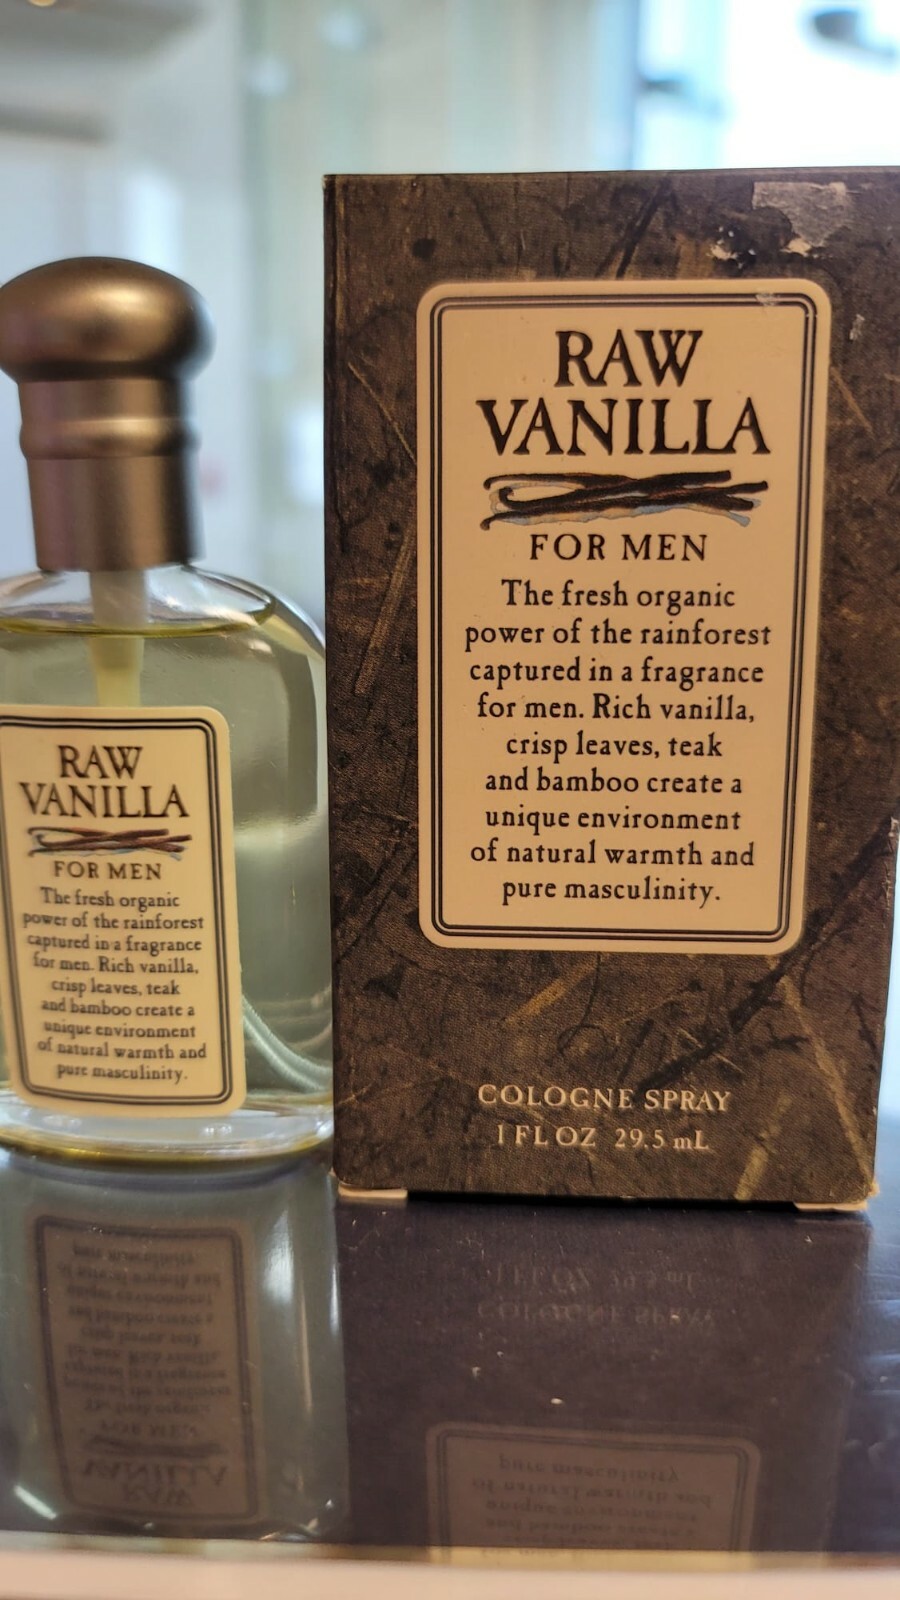 RAW
VANILLA
FOR MEN
The fresh organic
power of the rainforest
captured in a fragrance
for men. Rich vanilla,
crisp leaves, teak
and bamboo create a
unique environment
of natural warmth and
pure masculinity.
RAW
VANILLA
FOR MEN
The fresh organic
power of the rainforest
captured in a fragrance
for men. Rich vanilla,
crisp leaves, teak
and bamboo create a
unique environment
of natural warmth and
pure masculinity.
COLOGNE SPRAY
1 FL OZ 29.5 mL